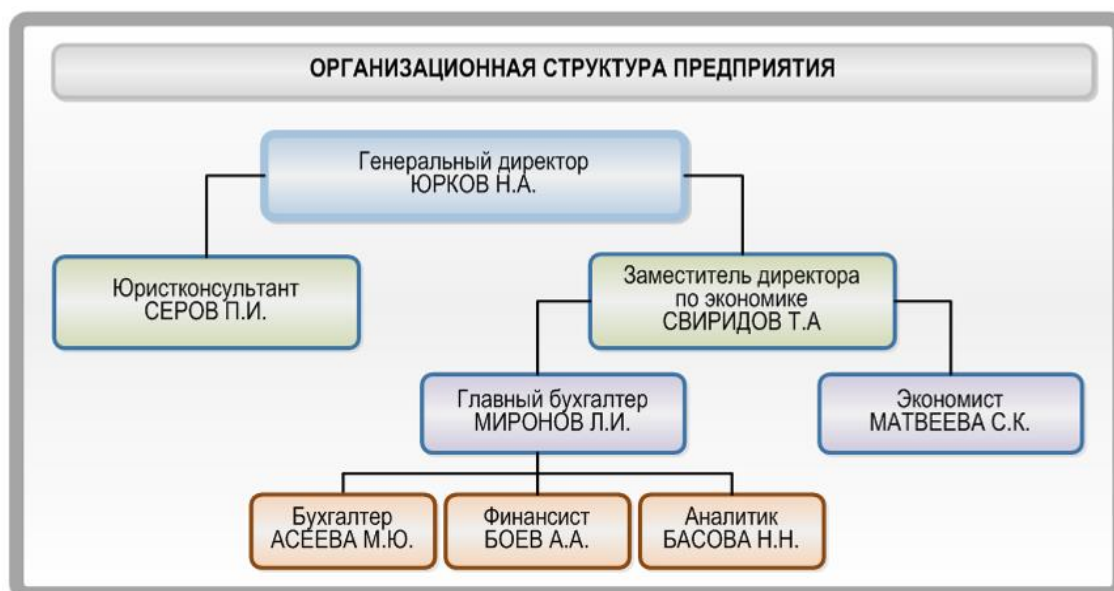 ОРГАНИЗАЦИОННАЯ СТРУКТУРА ПРЕДПРИЯТИЯ
Генеральный директор
ЮРКОВ Н.А.
Юристконсультант
СЕРОВ П.И.
Заместитель директора
по экономике
СВИРИДОВ Т.А
Главный бухгалтер
МИРОНОВ Л.И.
Экономист
МАТВЕЕВА С.К.
Бухгалтер
АСЕЕВА М.Ю.
Финансист
БОЕВ А.А.
Аналитик
БАСОВА Н.Н.